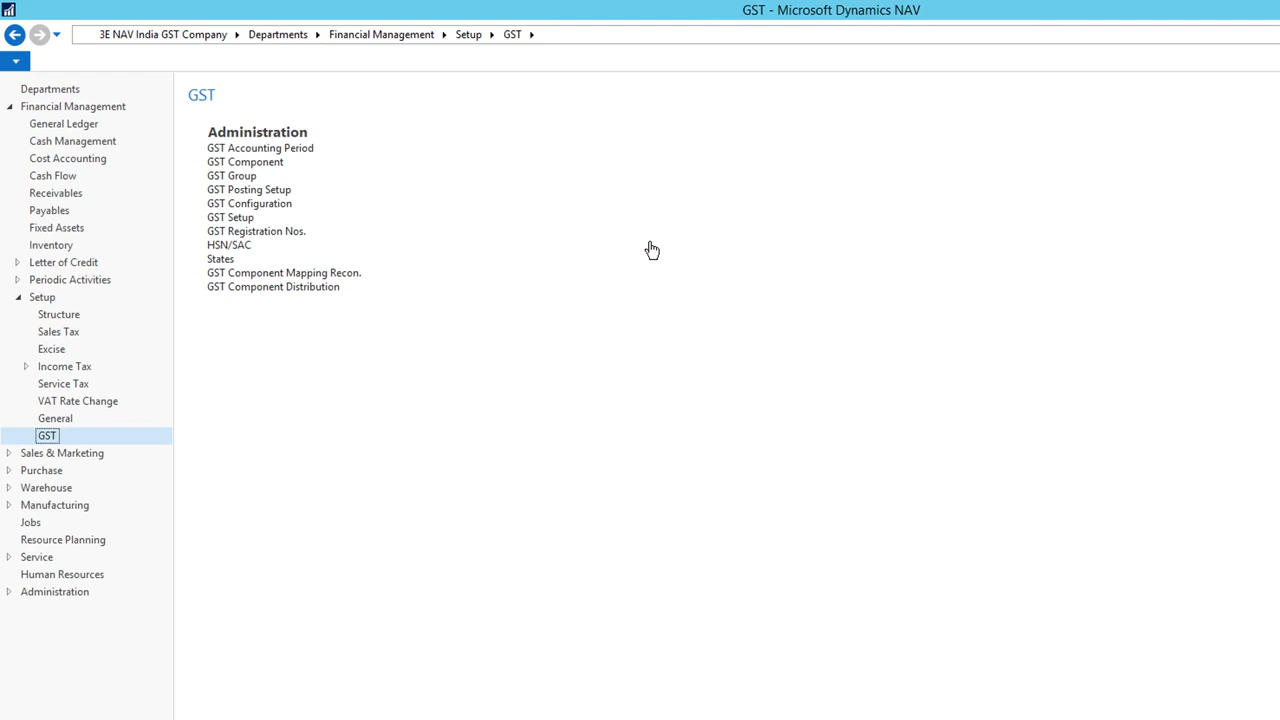 GST - Microsoft Dynamics NAV
3E NAV India GST Company Departments Financial Management Setup GST
Departments
Financial Management
General Ledger
Cash Management
Cost Accounting
Cash Flow
Receivables
Payables
Fixed Assets
Inventory
Letter of Credit
Periodic Activities
Setup
Structure
Sales Tax
Excise
Income Tax
Service Tax
VAT Rate Change
General
GST
Sales & Marketing
Purchase
Warehouse
Manufacturing
Jobs
Resource Planning
Service
Human Resources
Administration
GST
Administration
GST Accounting Period
GST Component
GST Group
GST Posting Setup
GST Configuration
GST Setup
GST Registration Nos.
HSN/SAC
States
GST Component Mapping Recon.
GST Component Distribution